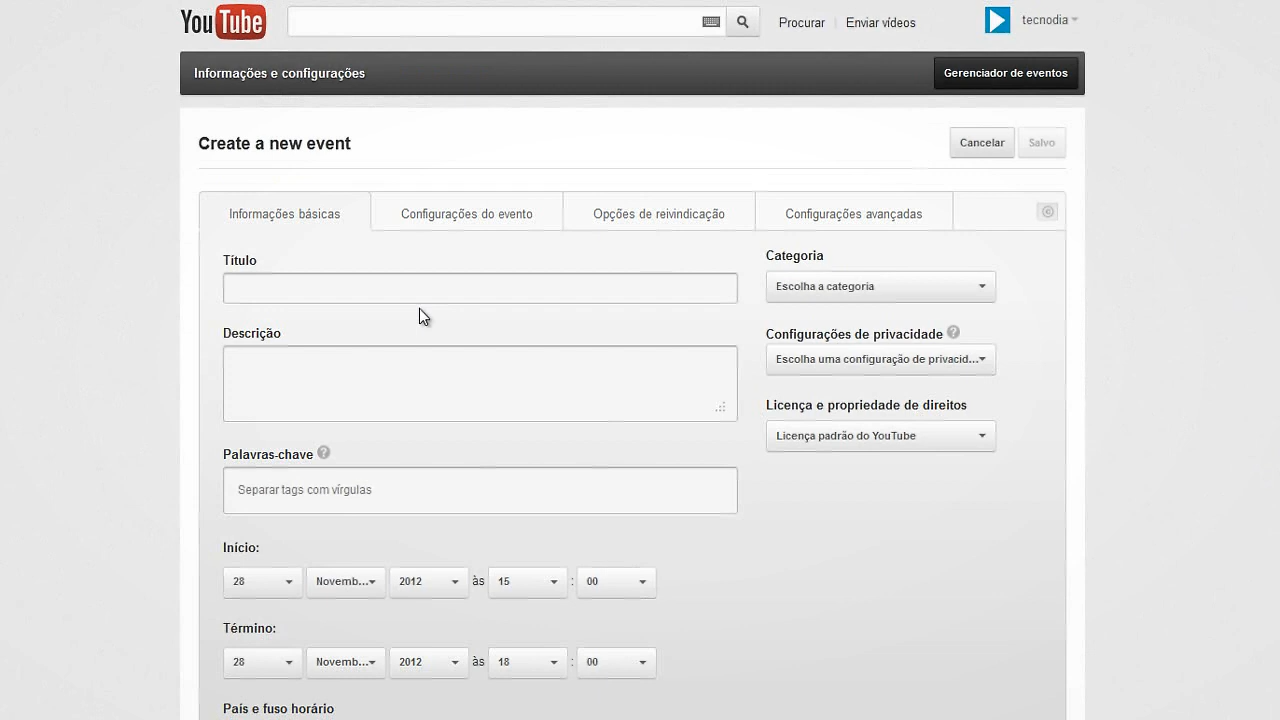 YouTube
Procurar
Enviar vídeos
tecnodia
Informações e configurações
Gerenciador de eventos
Create a new event
Cancelar
Salvo
Informações básicas
Configurações do evento
Opções de reivindicação
Configurações avançadas
©
Título
Categoria
Escolha a categoria
Descrição
Configurações de privacidade ?
Escolha uma configuração de privacid...
Licença e propriedade de direitos
Licença padrão do YouTube
Palavras-chave ?
Separar tags com vírgulas
Início:
28 Novemb... 2012 às 15 : 00
Término:
28 Novemb... 2012 às 18 : 00
País e fuso horário